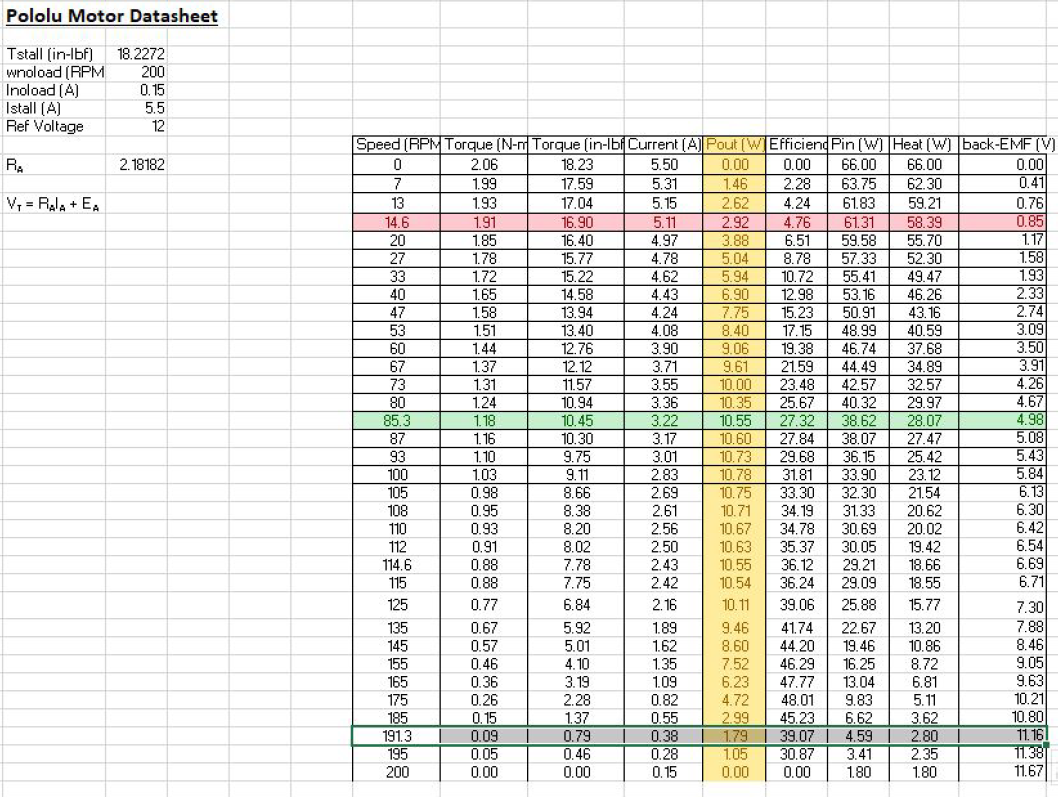 Pololu Motor Datasheet
Tstall (in-lbf) 18.2272
wnoload (RPM 200
Inoload (A) 0.15
Istall (A) 5.5
Ref Voltage 12
Speed (RPM Torque (N-m Torque (in-lbf Current (A) Pout (W) Efficienc Pin (W) Heat (W) back-EMF (V)
RA 2.18182 0 2.06 18.23 5.50 0.00 0.00 66.00 66.00 0.00
7 1.99 17.59 5.31 1.46 2.28 63.75 62.30 0.41
VT = RAIA + EA 13 1.93 17.04 5.15 2.62 4.24 61.83 59.21 0.76
14.6 1.91 16.90 5.11 2.92 4.76 61.31 58.39 0.85
20 1.85 16.40 4.97 3.88 6.51 59.58 55.70 1.17
27 1.78 15.77 4.78 5.04 8.78 57.33 52.30 1.58
33 1.72 15.22 4.62 5.94 10.72 55.41 49.47 1.93
40 1.65 14.58 4.43 6.90 12.98 53.16 46.26 2.33
47 1.58 13.94 4.24 7.75 15.23 50.91 43.16 2.74
53 1.51 13.40 4.08 8.40 17.15 48.99 40.59 3.09
60 1.44 12.76 3.90 9.06 19.38 46.74 37.68 3.50
67 1.37 12.12 3.71 9.61 21.59 44.49 34.89 3.91
73 1.31 11.57 3.55 10.00 23.48 42.57 32.57 4.26
80 1.24 10.94 3.36 10.35 25.67 40.32 29.97 4.67
85.3 1.18 10.45 3.22 10.55 27.32 38.62 28.07 4.98
87 1.16 10.30 3.17 10.60 27.84 38.07 27.47 5.08
93 1.10 9.75 3.01 10.73 29.68 36.15 25.42 5.43
100 1.03 9.11 2.83 10.78 31.81 33.90 23.12 5.84
105 0.98 8.66 2.69 10.75 33.30 32.30 21.54 6.13
108 0.95 8.38 2.61 10.71 34.19 31.33 20.62 6.30
110 0.93 8.20 2.56 10.67 34.78 30.69 20.02 6.42
112 0.91 8.02 2.50 10.63 35.37 30.05 19.42 6.54
114.6 0.88 7.78 2.43 10.55 36.12 29.21 18.66 6.69
115 0.88 7.75 2.42 10.54 36.24 29.09 18.55 6.71
125 0.77 6.84 2.16 10.11 39.06 25.88 15.77 7.30
135 0.67 5.92 1.89 9.46 41.74 22.67 13.20 7.88
145 0.57 5.01 1.62 8.60 44.20 19.46 10.86 8.46
155 0.46 4.10 1.35 7.52 46.29 16.25 8.72 9.05
165 0.36 3.19 1.09 6.23 47.77 13.04 6.81 9.63
175 0.26 2.28 0.82 4.72 48.01 9.83 5.11 10.21
185 0.15 1.37 0.55 2.99 45.23 6.62 3.62 10.80
191.3 0.09 0.79 0.38 1.79 39.07 4.59 2.80 11.16
195 0.05 0.46 0.28 1.05 30.87 3.41 2.35 11.38
200 0.00 0.00 0.15 0.00 0.00 1.80 1.80 11.67